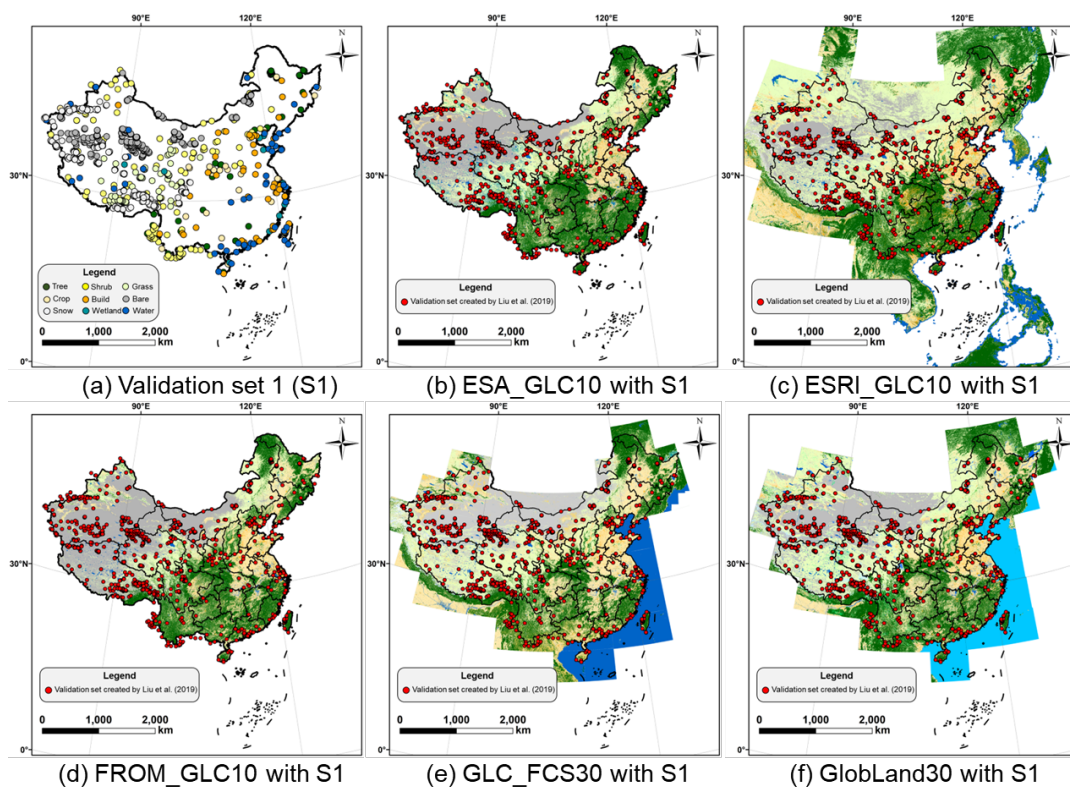 90°E 120°E
N
30°N
0°
Legend
Tree Shrub Grass
Crop Build Bare
Snow Wetland Water
0 1,000 2,000
km
(a) Validation set 1 (S1)
90°E 120°E
N
30°N
0°
Legend
Validation set created by Liu et al. (2019)
0 1,000 2,000
km
(b) ESA_GLC10 with S1
90°E 120°E
N
30°N
0°
Legend
Validation set created by Liu et al. (2019)
0 1,000 2,000
km
(c) ESRI_GLC10 with S1
90°E 120°E
N
30°N
0°
Legend
Validation set created by Liu et al. (2019)
0 1,000 2,000
km
(d) FROM_GLC10 with S1
90°E 120°E
N
30°N
0°
Legend
Validation set created by Liu et al. (2019)
0 1,000 2,000
km
(e) GLC_FCS30 with S1
90°E 120°E
N
30°N
0°
Legend
Validation set created by Liu et al. (2019)
0 1,000 2,000
km
(f) GlobLand30 with S1